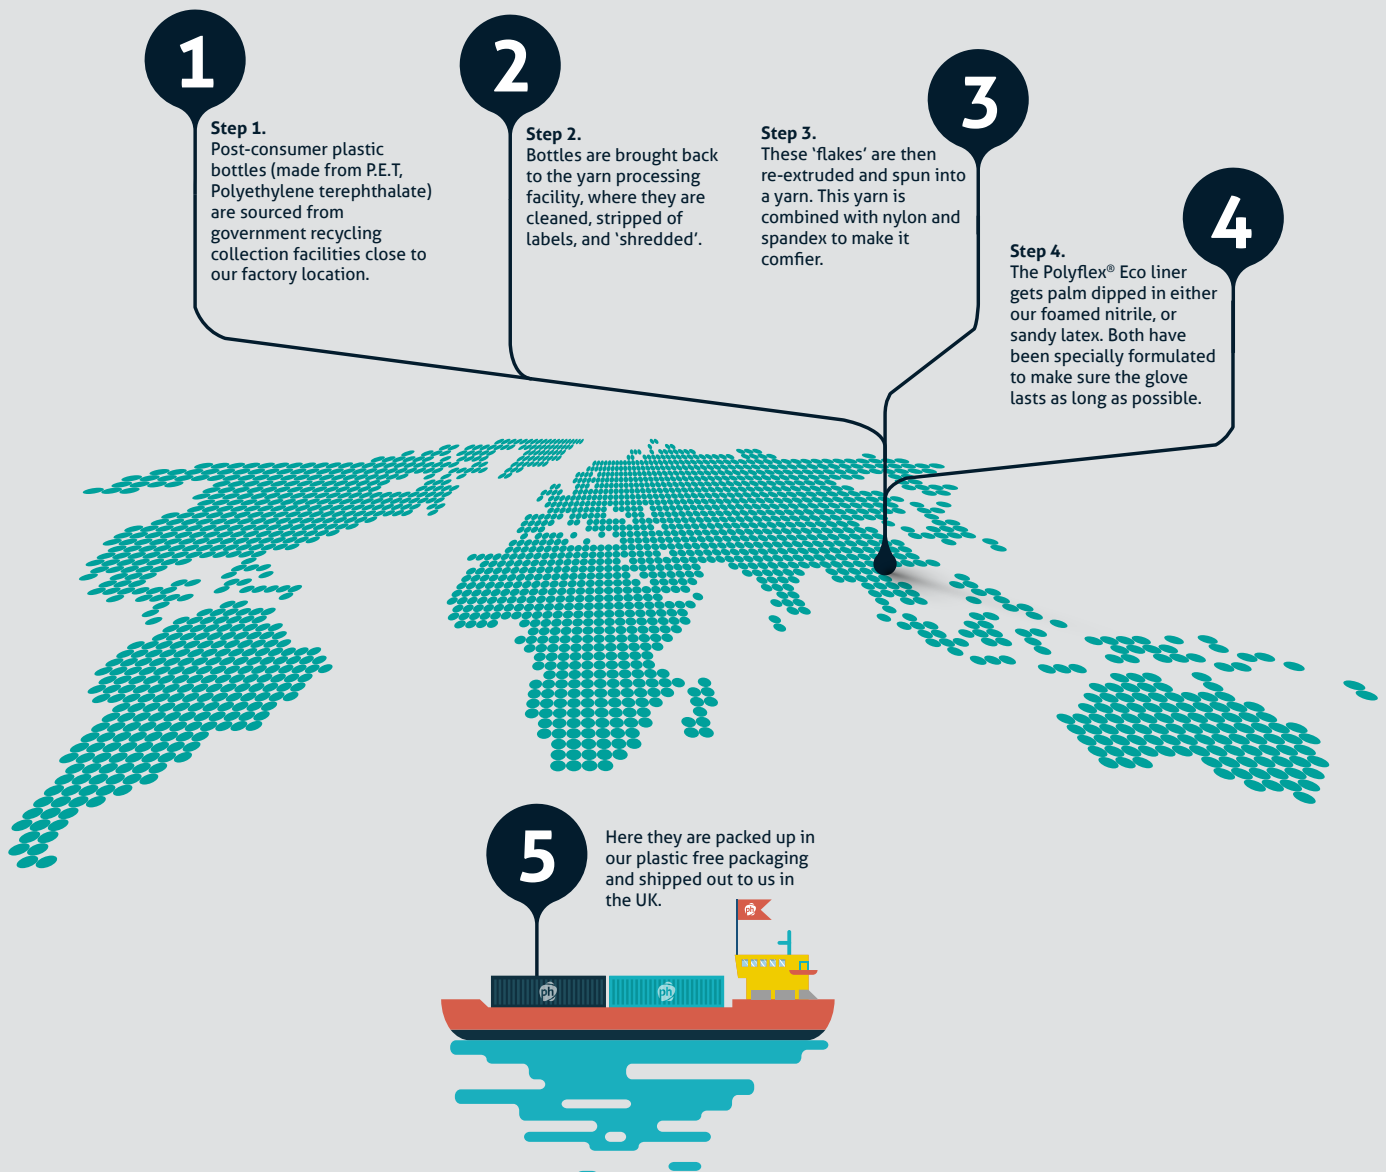 1
Step 1.
Post-consumer plastic
bottles (made from P.E.T,
Polyethylene terephthalate)
are sourced from
government recycling
collection facilities close to
our factory location.
2
Step 2.
Bottles are brought back
to the yarn processing
facility, where they are
cleaned, stripped of
labels, and ‘shredded’.
3
Step 3.
These ‘flakes’ are then
re-extruded and spun into
a yarn. This yarn is
combined with nylon and
spandex to make it
comfier.
4
Step 4.
The Polyflex® Eco liner
gets palm dipped in either
our foamed nitrile, or
sandy latex. Both have
been specially formulated
to make sure the glove
lasts as long as possible.
5
Here they are packed up in
our plastic free packaging
and shipped out to us in
the UK.
ph
ph
ph